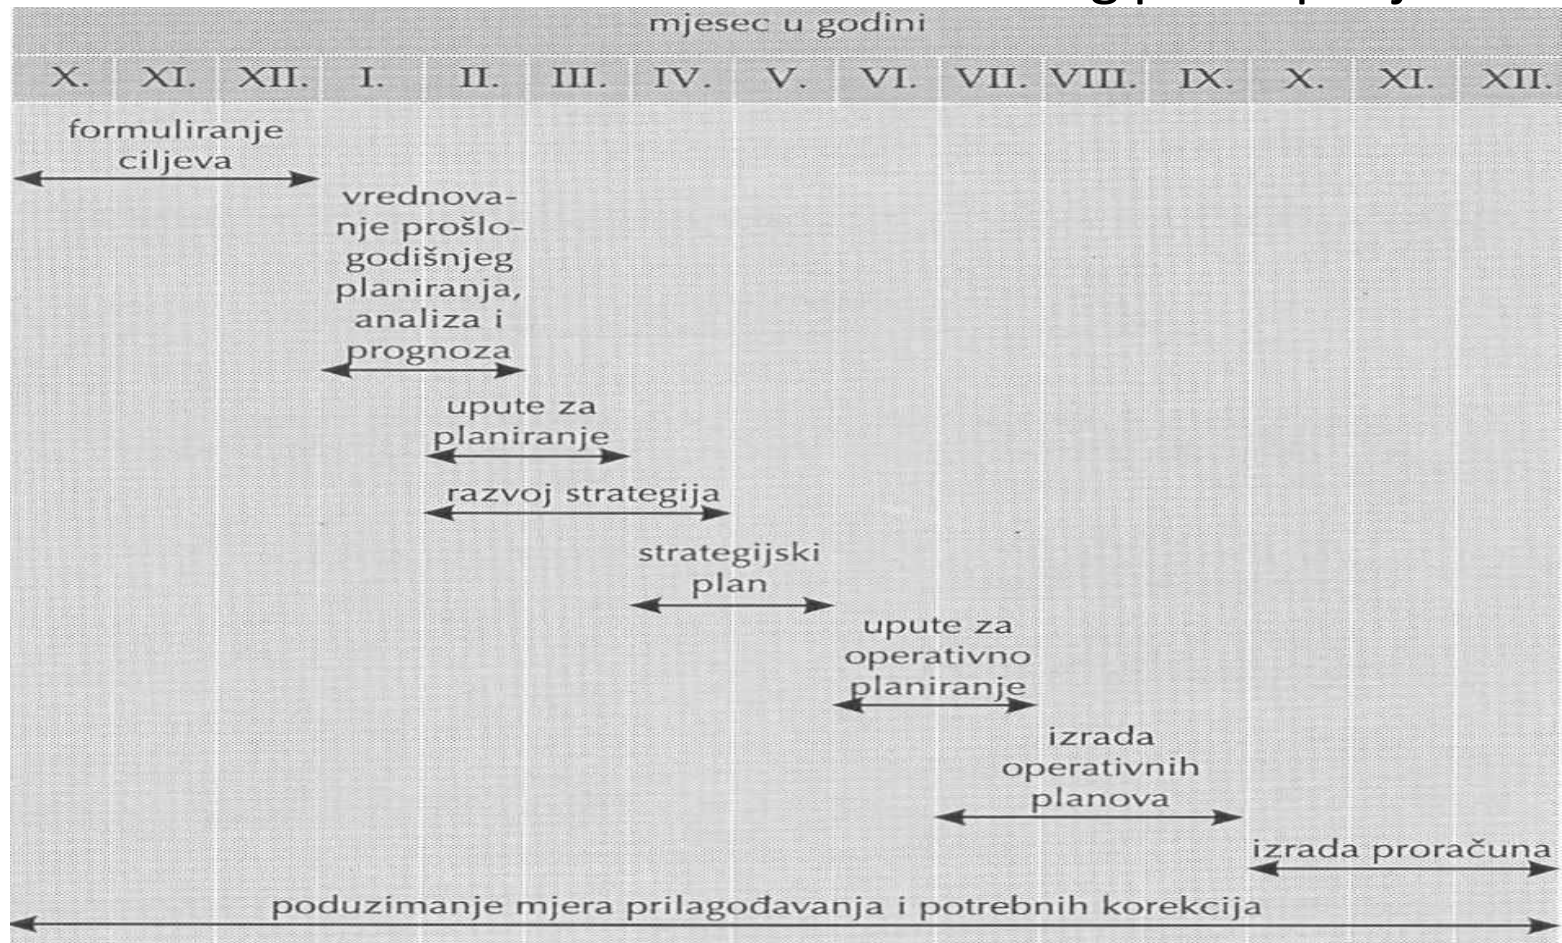 mjesec u godini
X. XI. XII. I. II. III. IV. V. VI. VII. VIII. IX. X. XI. XII.
formuliranje
ciljeva
vrednova-
nje prošlo-
godišnjeg
planiranja,
analiza i
prognoza
upute za
planiranje
razvoj strategija
strategijski
plan
upute za
operativno
planiranje
izrada
operativnih
planova
izrada proračuna
poduzimanje mjera prilagođavanja i potrebnih korekcija